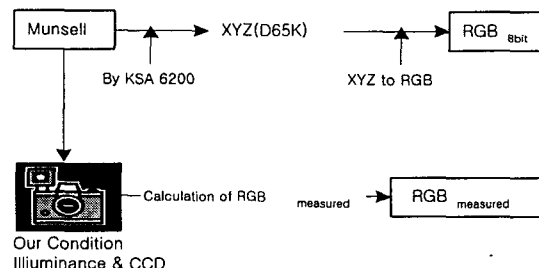 Munsell
XYZ(D65K)
RGB 8bit
By KSA 6200
XYZ to RGB
Calculation of RGB measured
RGB measured
Our Condition
Illiuminance & CCD